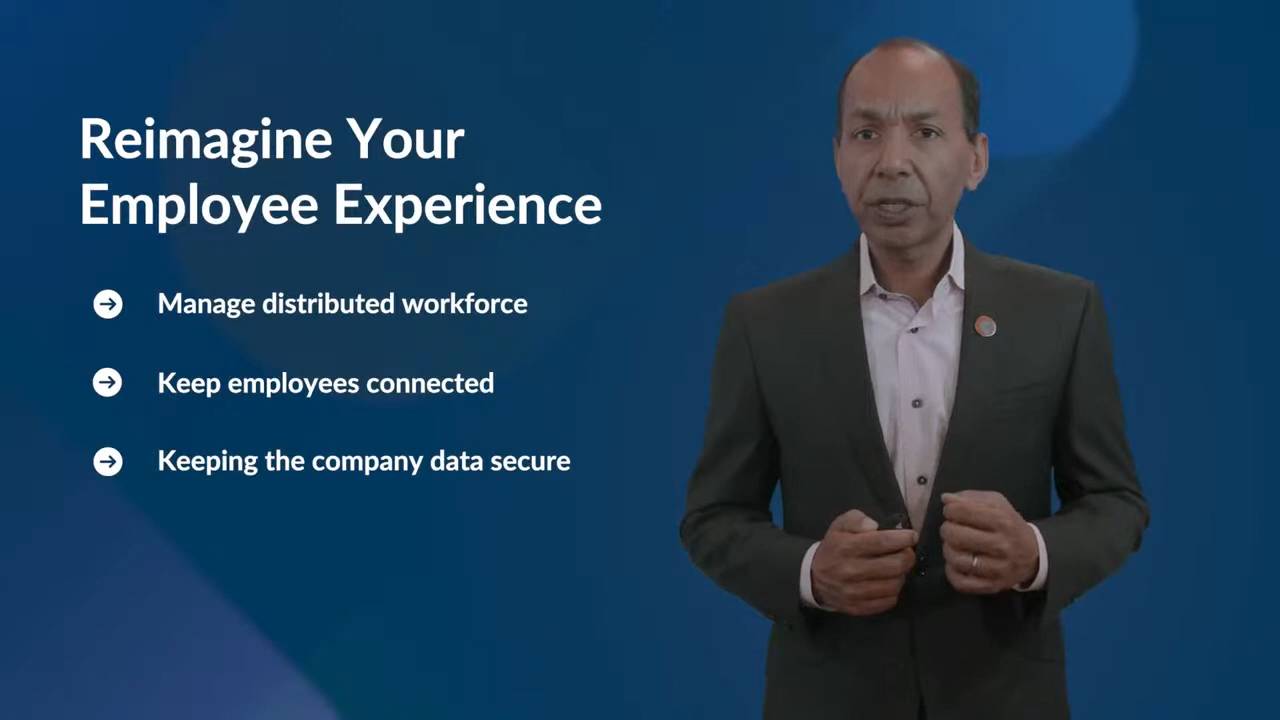 Reimagine Your
Employee Experience
Manage distributed workforce
Keep employees connected
Keeping the company data secure